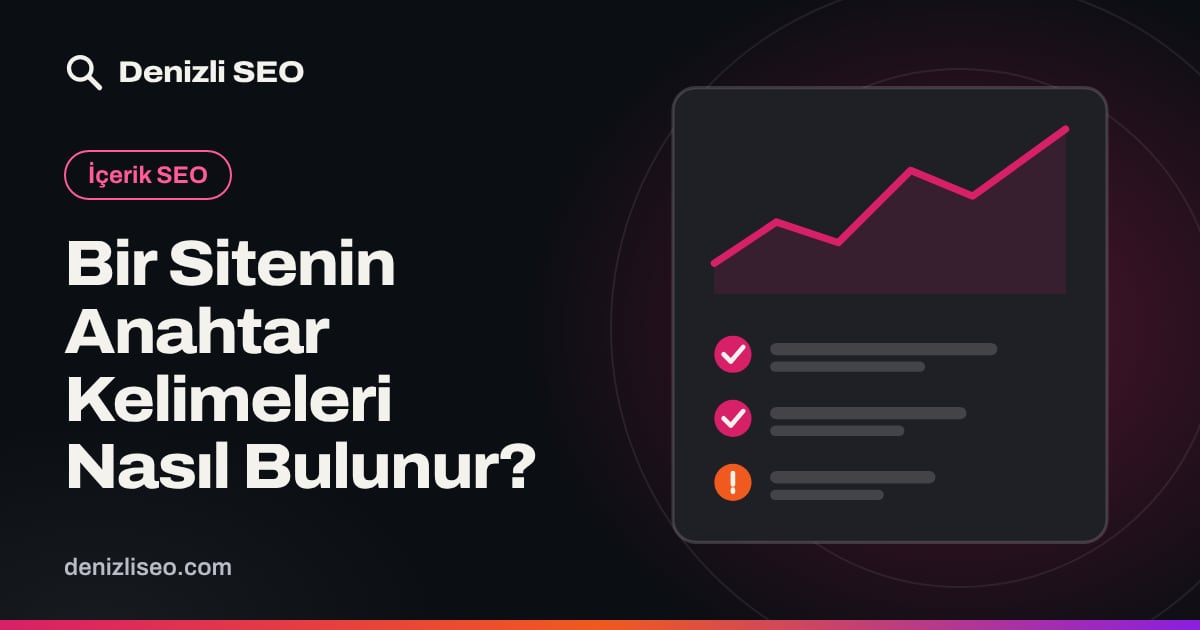 Denizli SEO
İçerik SEO
Bir Sitenin
Anahtar
Kelimeleri
Nasıl Bulunur?
denizliseo.com